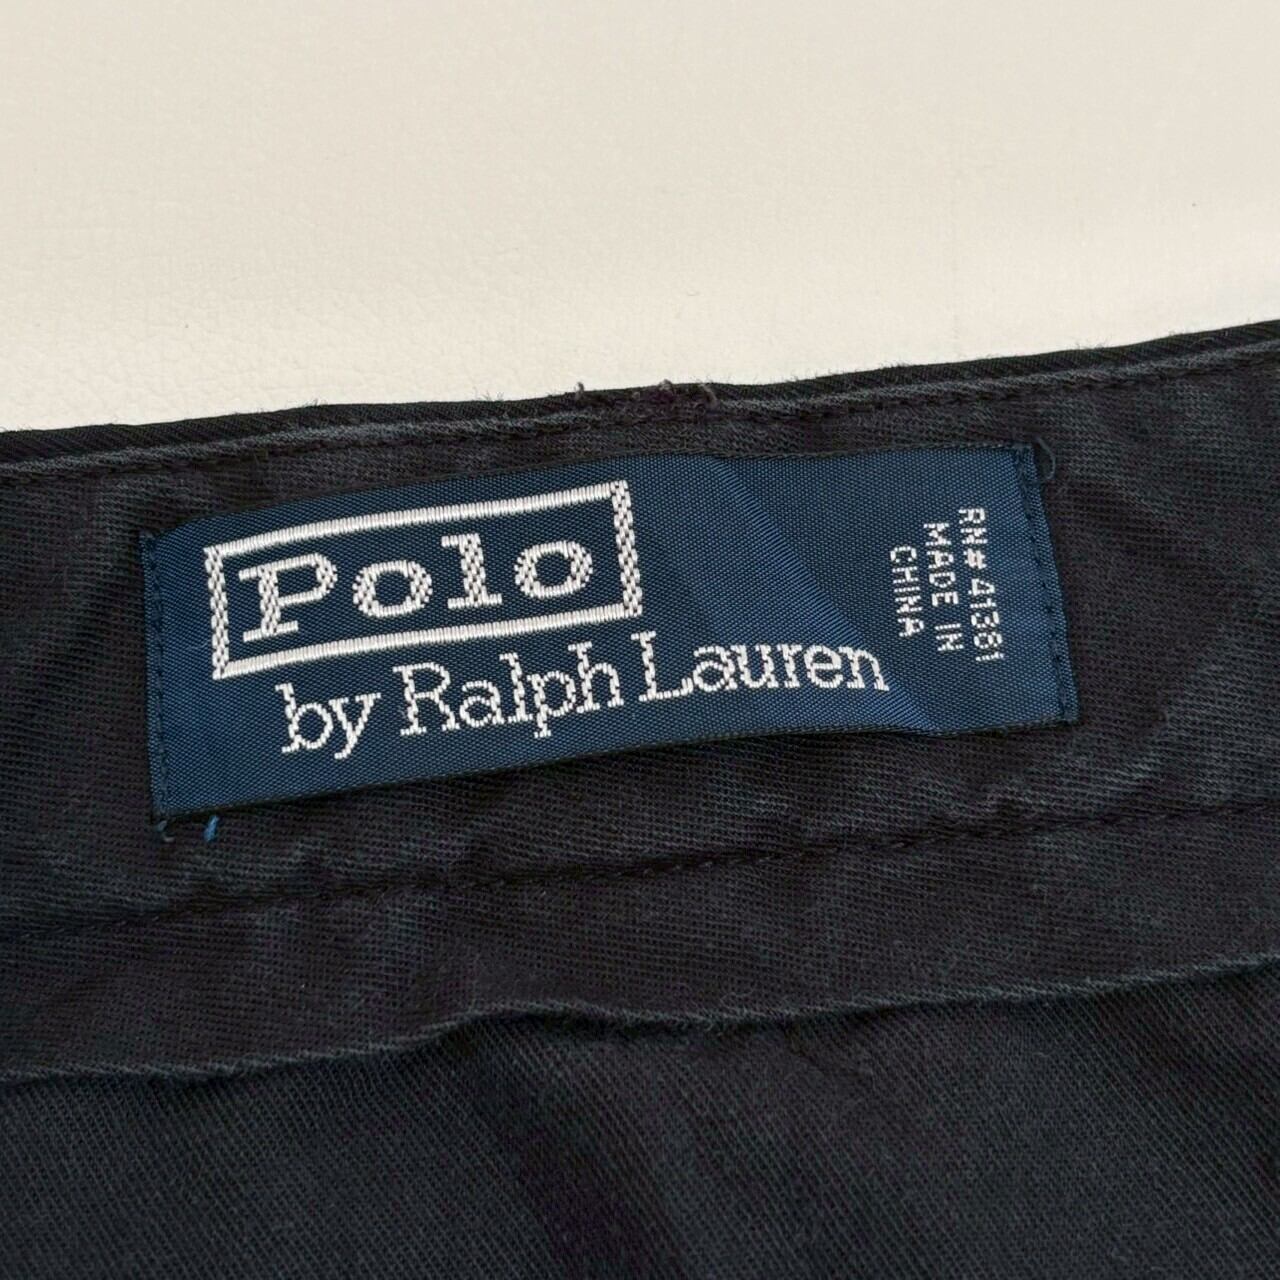 Polo
by Ralph Lauren
RN# 41381
MADE IN
CHINA